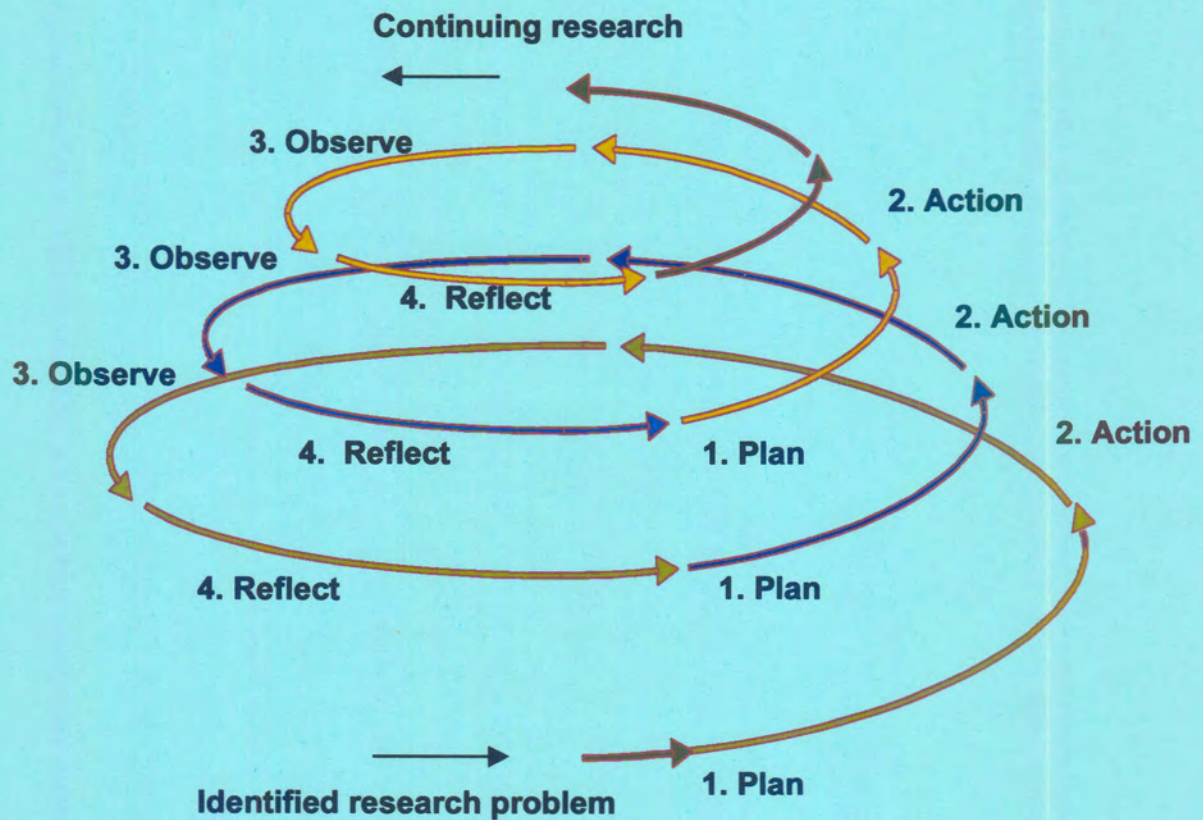 Continuing research
3. Observe
2. Action
3. Observe
4. Reflect
2. Action
3. Observe
2. Action
4. Reflect
1. Plan
4. Reflect
1. Plan
1. Plan
Identified research problem